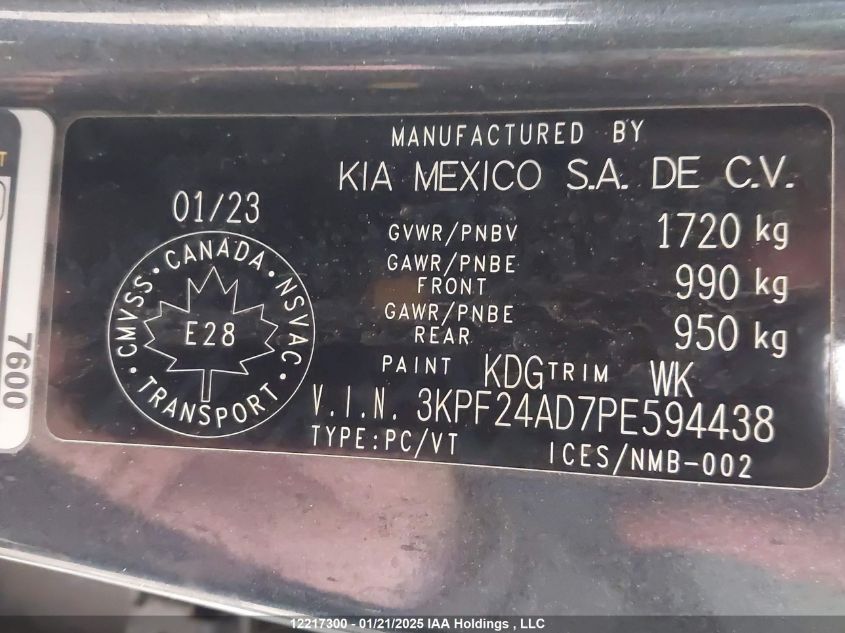 MANUFACTURED BY
KIA MEXICO S.A. DE C.V.
01/23
GVWR/PNBV 1720 kg
GAWR/PNBE FRONT 990 kg
GAWR/PNBE REAR 950 kg
PAINT KDG TRIM WK
V.I.N. 3KPF24AD7PE594438
TYPE:PC/VT ICES/NMB-002
CANADA • NSVAC • TRANSPORT • CMVSS •
E28
7600
T
12217300 - 01/21/2025 IAA Holdings , LLC